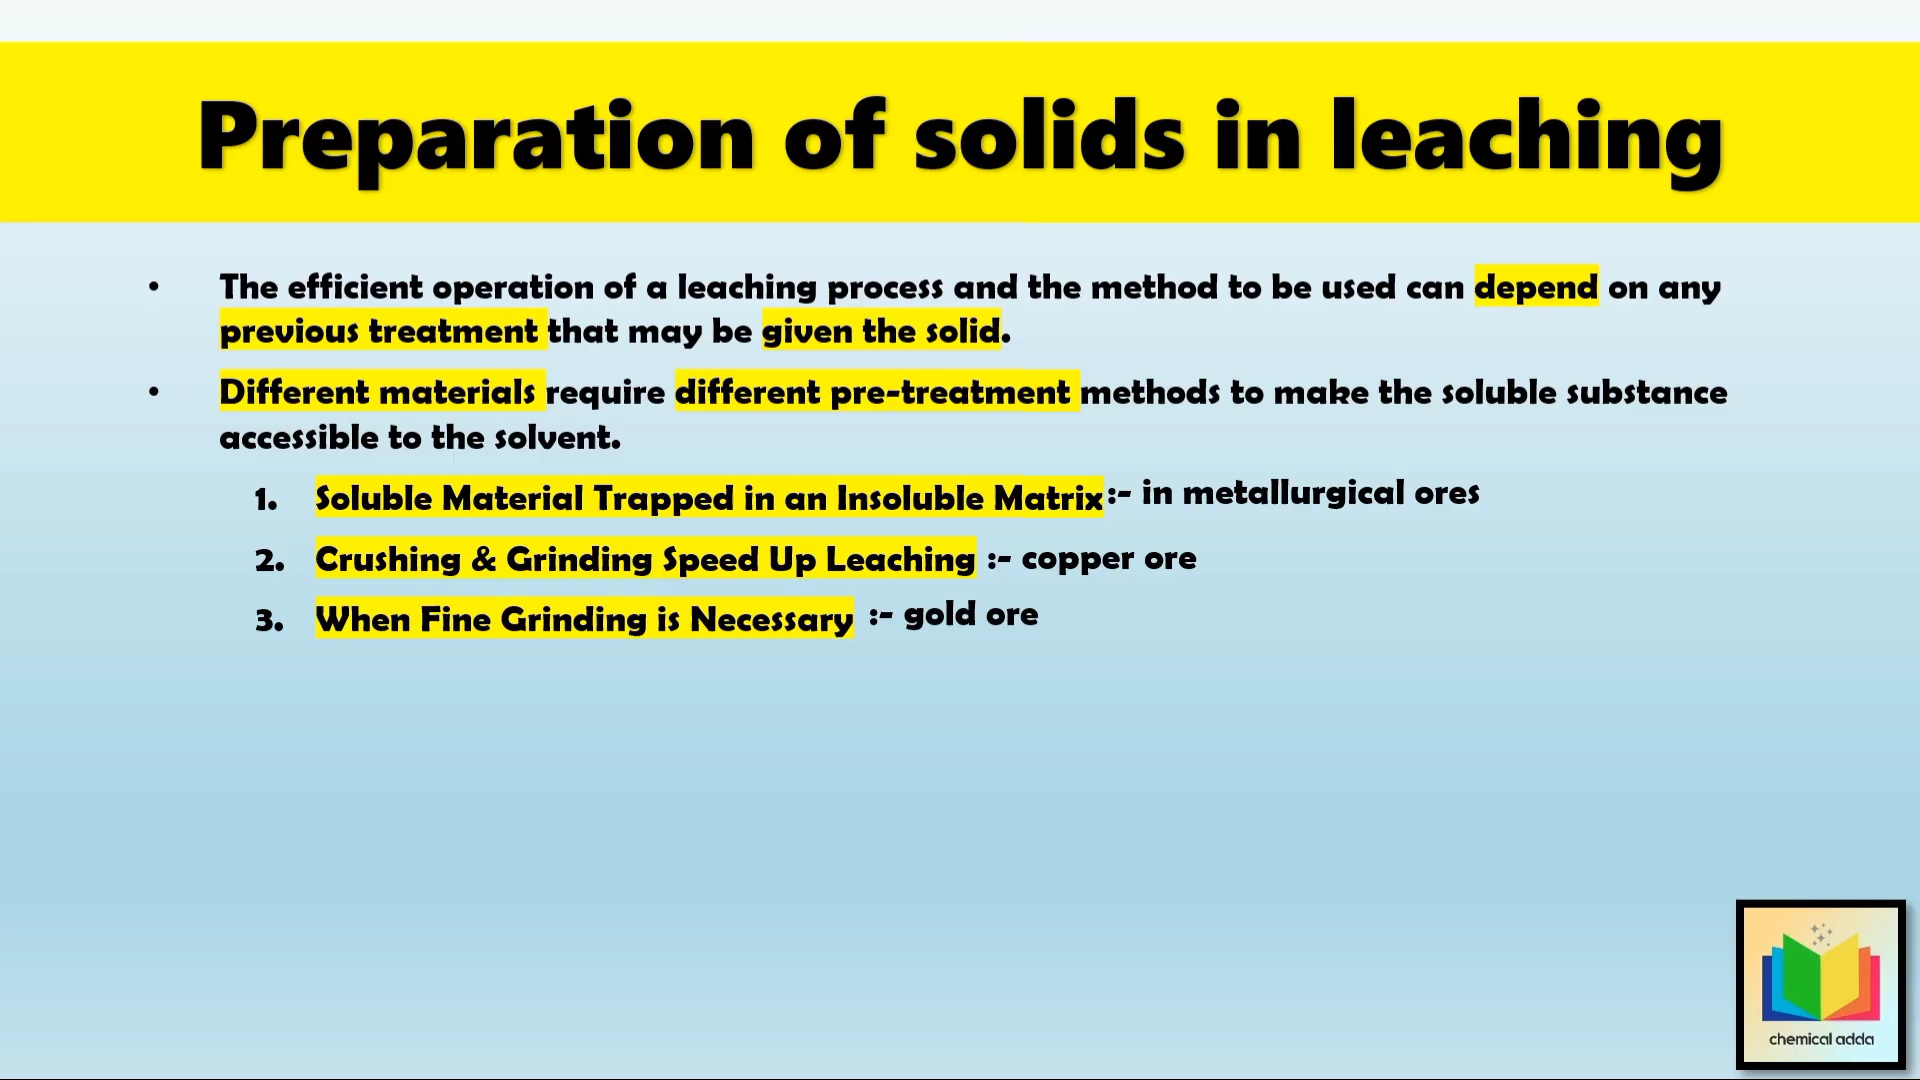 Preparation of solids in leaching
• The efficient operation of a leaching process and the method to be used can depend on any
previous treatment that may be given the solid.
• Different materials require different pre-treatment methods to make the soluble substance
accessible to the solvent.
1. Soluble Material Trapped in an Insoluble Matrix :- in metallurgical ores
2. Crushing & Grinding Speed Up Leaching :- copper ore
3. When Fine Grinding is Necessary :- gold ore
chemical adda